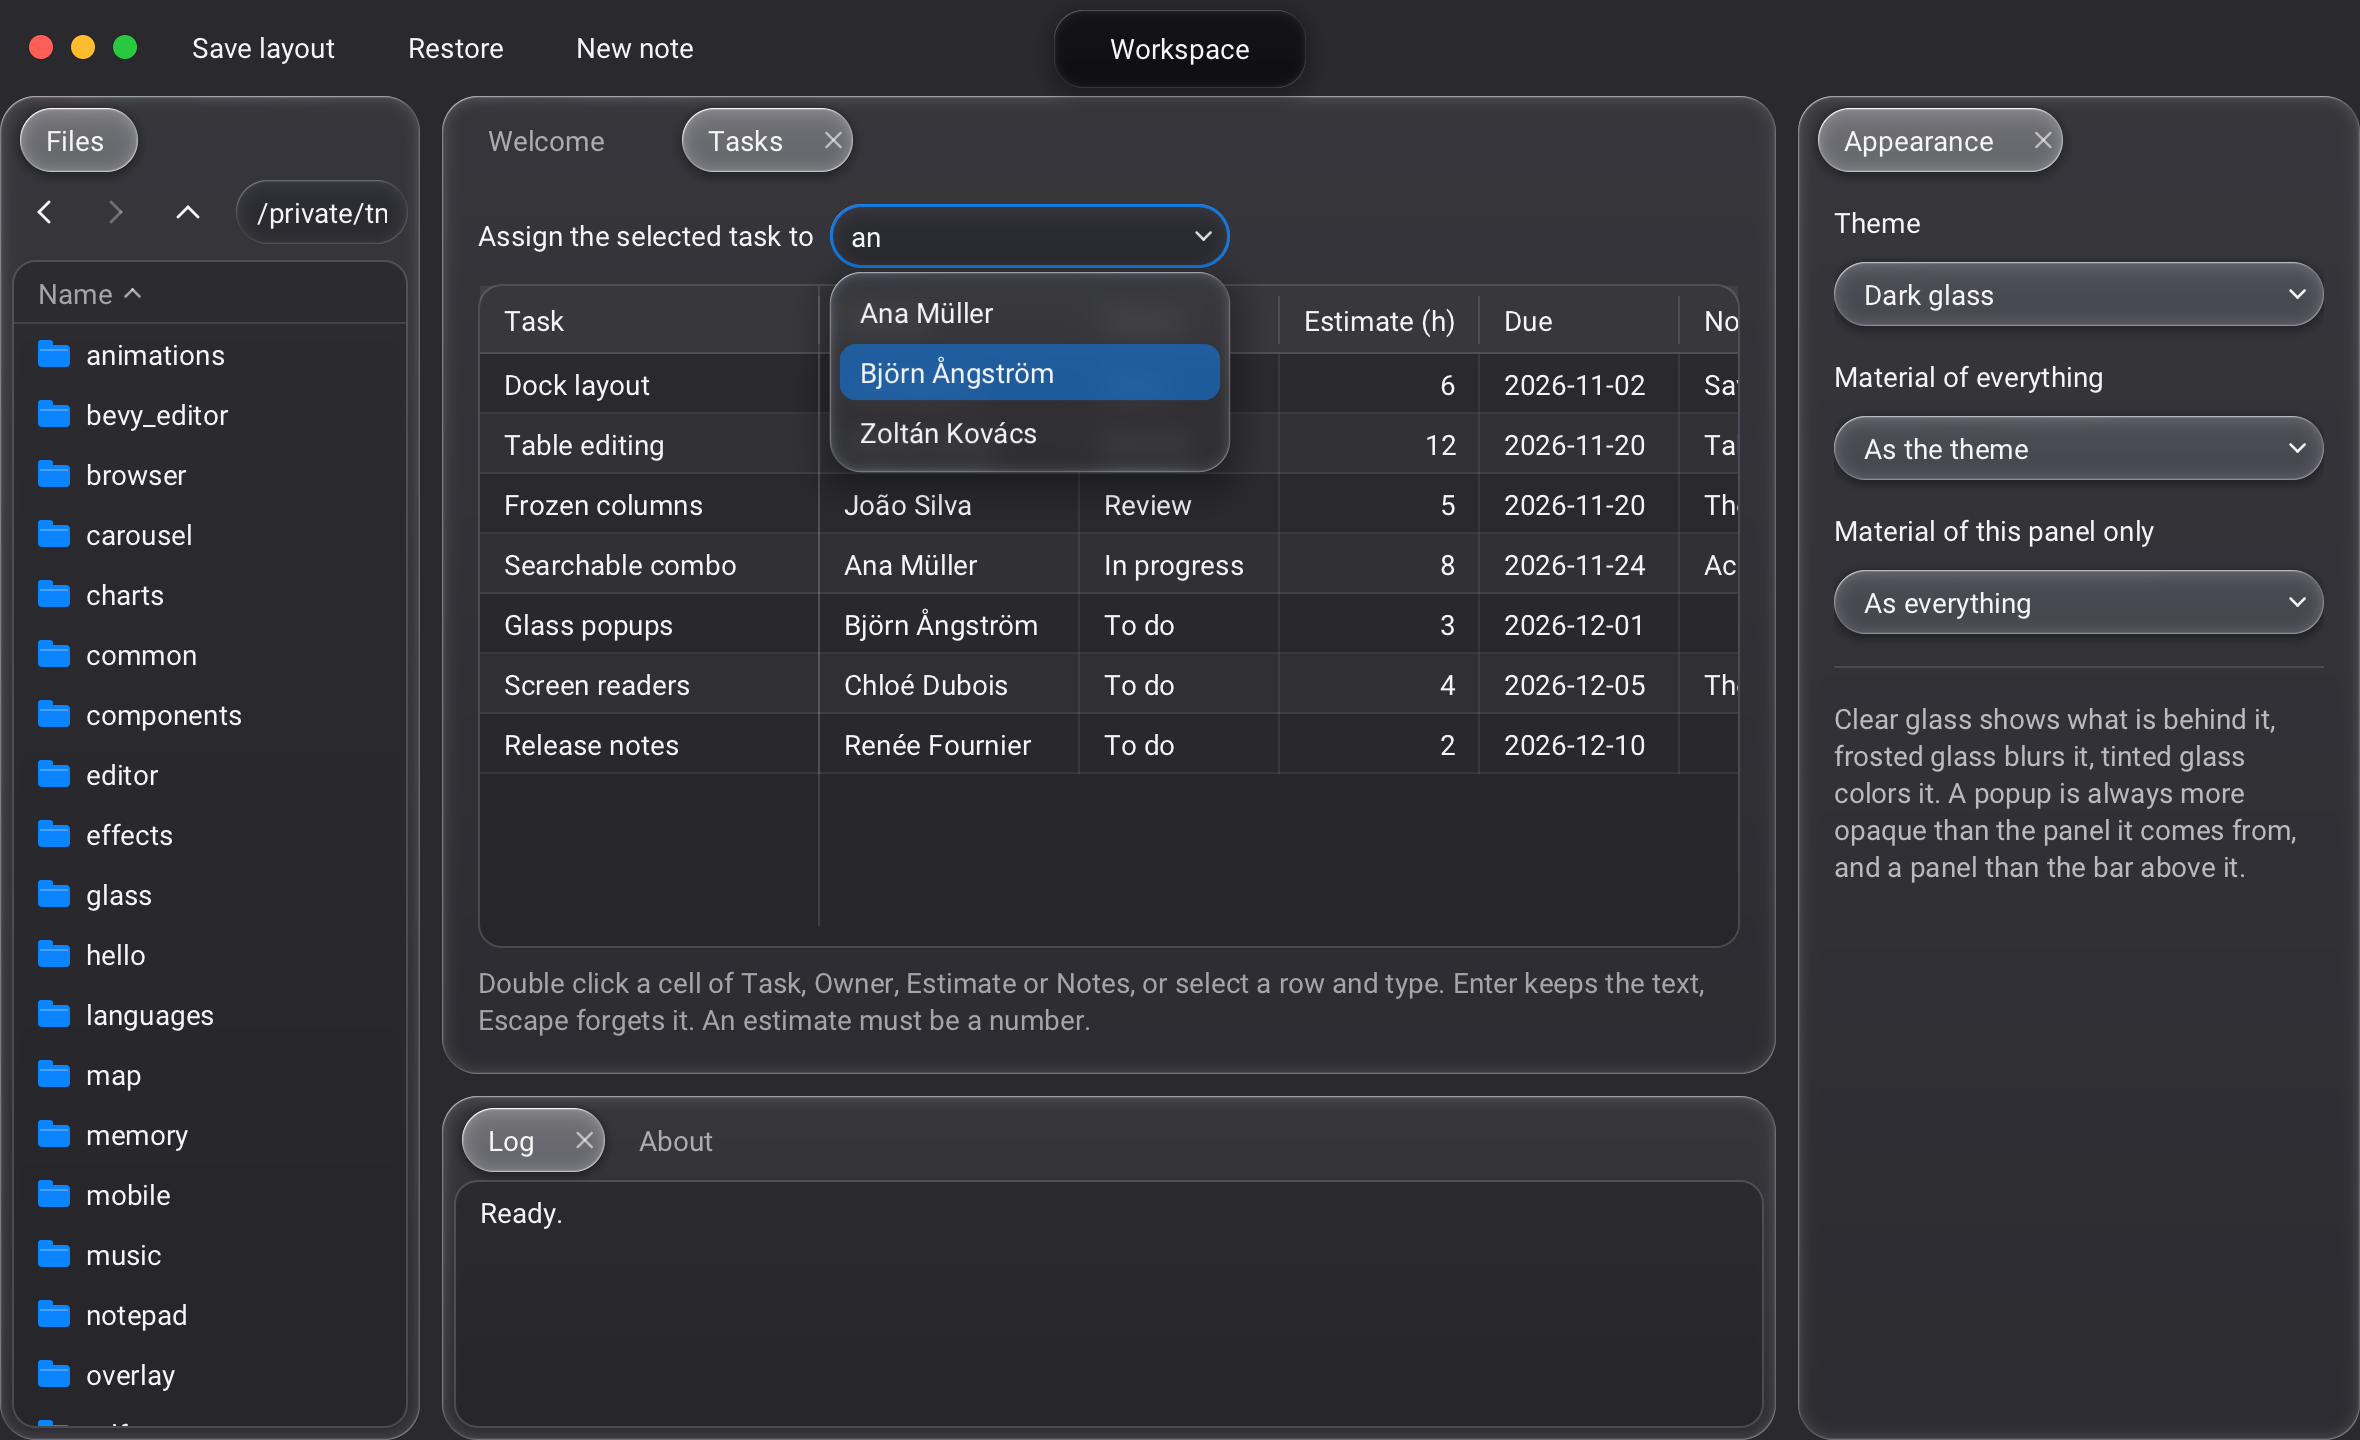 Save layout
Restore
New note
Workspace
Files
/private/tn
Name
animations
bevy_editor
browser
carousel
charts
common
components
editor
effects
glass
hello
languages
map
memory
mobile
music
notepad
overlay
Welcome
Tasks
Assign the selected task to
an
Ana Müller
Björn Ångström
Zoltán Kovács
Task Estimate (h) Due No
Dock layout 6 2026-11-02 Sa
Table editing 12 2026-11-20 Ta
Frozen columns João Silva Review 5 2026-11-20 Th
Searchable combo Ana Müller In progress 8 2026-11-24 Ac
Glass popups Björn Ångström To do 3 2026-12-01
Screen readers Chloé Dubois To do 4 2026-12-05 Th
Release notes Renée Fournier To do 2 2026-12-10
Double click a cell of Task, Owner, Estimate or Notes, or select a row and type. Enter keeps the text,
Escape forgets it. An estimate must be a number.
Log
About
Ready.
Appearance
Theme
Dark glass
Material of everything
As the theme
Material of this panel only
As everything
Clear glass shows what is behind it,
frosted glass blurs it, tinted glass
colors it. A popup is always more
opaque than the panel it comes from,
and a panel than the bar above it.